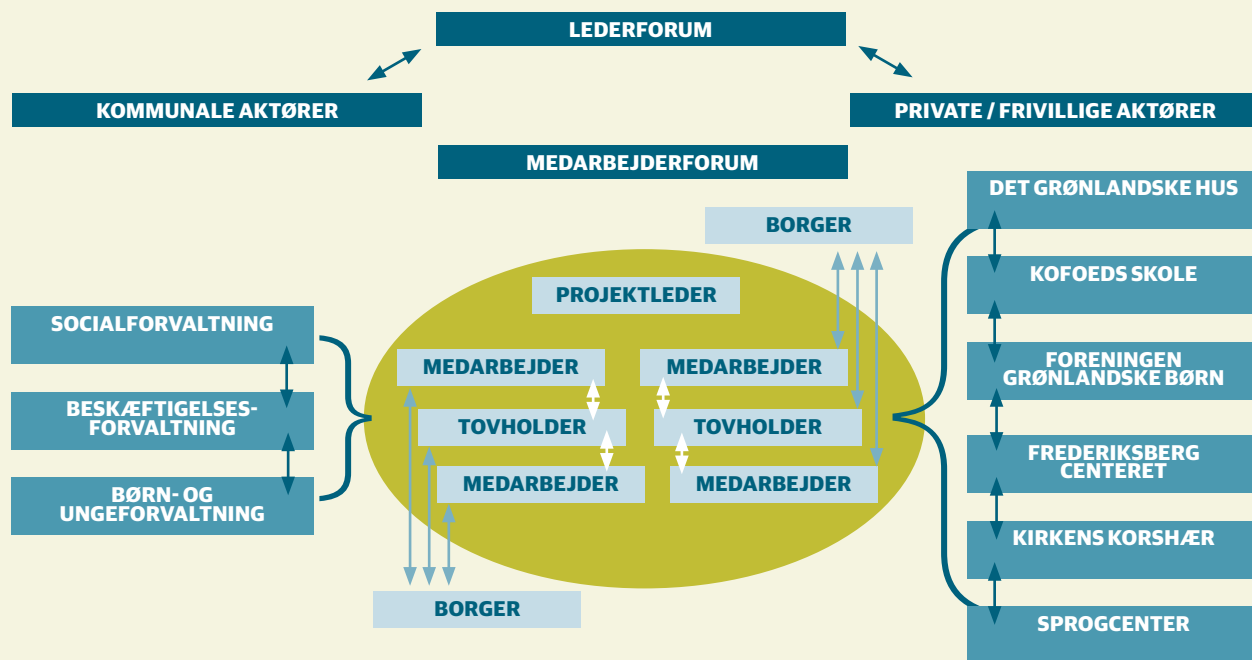 LEDERFORUM
KOMMUNALE AKTØRER
PRIVATE / FRIVILLIGE AKTØRER
MEDARBEJDERFORUM
DET GRØNLANDSKE HUS
BORGER
KOFOEDS SKOLE
PROJEKTLEDER
SOCIALFORVALTNING
MEDARBEJDER
MEDARBEJDER
FORENINGEN
GRØNLANDSKE BØRN
BESKÆFTIGELSES-
FORVALTNING
TOVHOLDER
TOVHOLDER
FREDERIKSBERG
CENTERET
MEDARBEJDER
MEDARBEJDER
BØRN- OG
UNGEFORVALTNING
KIRKENS KORSHÆR
BORGER
SPROGCENTER